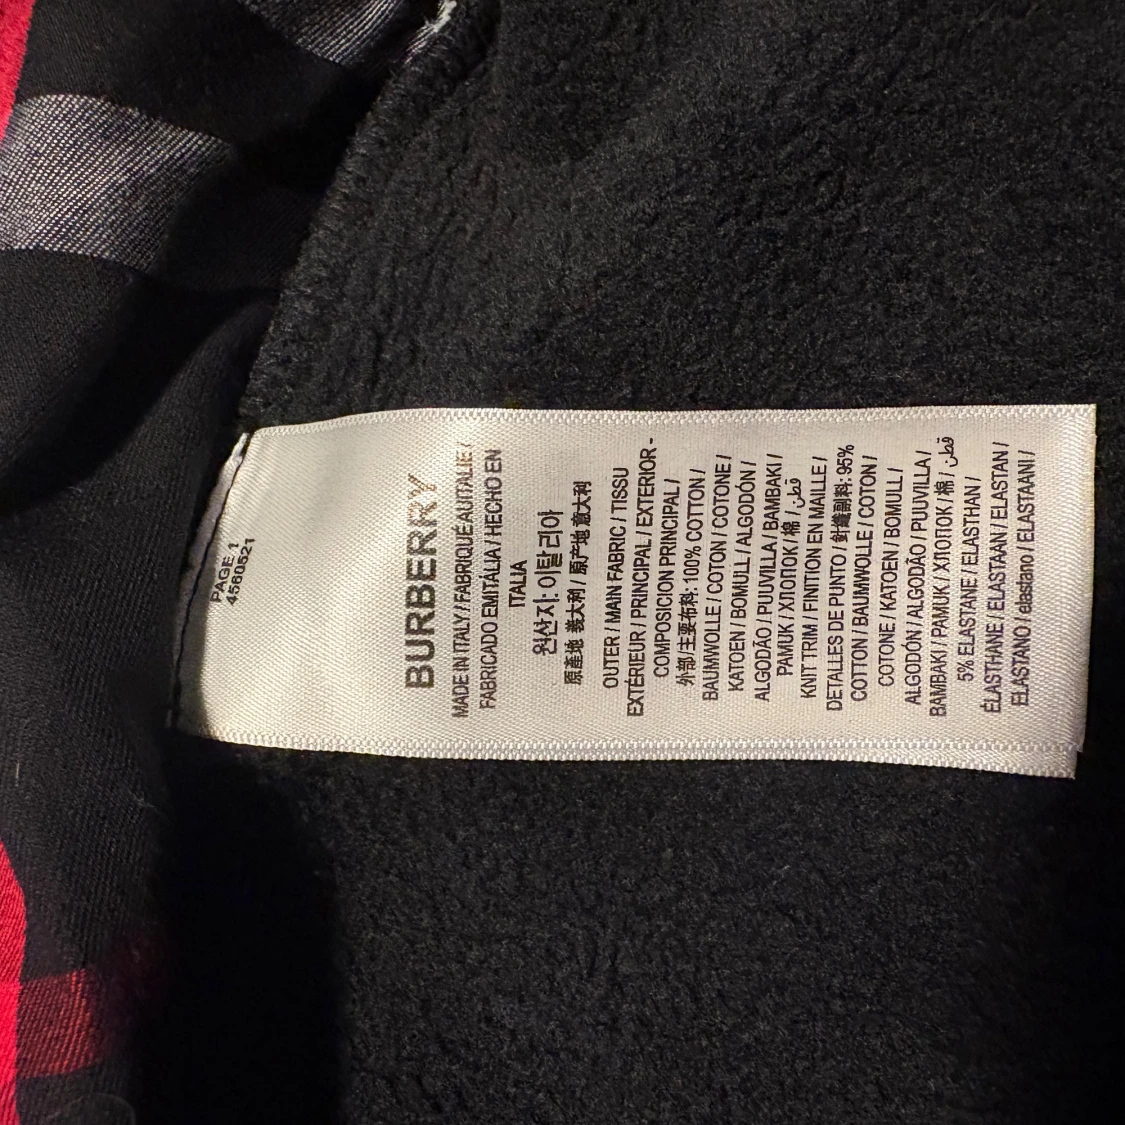 PAGE 1
4560521
BURBERRY
MADE IN ITALY / FABRIQUÉ AU ITALIE /
FABRICADO EM ITÁLIA / HECHO EN
ITALIA
원산지: 이탈리아
原產地 義大利 / 原产地 意大利
OUTER / MAIN FABRIC / TISSU
EXTÉRIEUR / PRINCIPAL / EXTERIOR -
COMPOSICION PRINCIPAL /
外部/主要布料: 100% COTTON /
BAUMWOLLE / COTON / COTONE /
KATOEN / BOMULL / ALGODÓN /
ALGODÃO / PUUVILLA / BAMBAKI /
PAMUK / ХЛОПОК / 棉 / قطن /
KNIT TRIM / FINITION EN MAILLE /
DETALLES DE PUNTO / 針織副料: 95%
COTTON / BAUMWOLLE / COTON /
COTONE / KATOEN / BOMULL /
ALGODÓN / ALGODÃO / PUUVILLA /
BAMBAKI / PAMUK / ХЛОПОК / 棉 / قطن
5% ELASTANE / ELASTHAN /
ÉLASTHANE / ELASTAAN / ELASTAN /
ELASTANO / elastano / ELASTAANI /